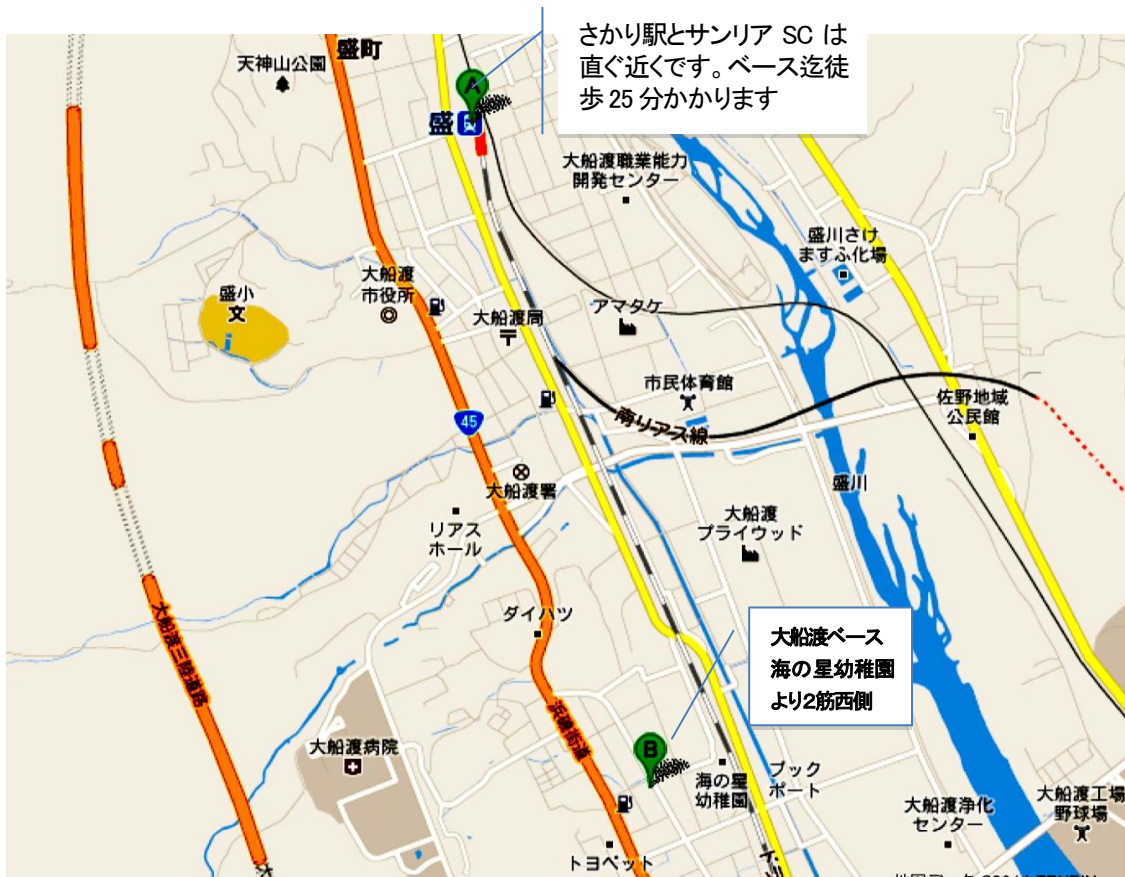 さかり駅とサンリア SC は
直ぐ近くです。ベース迄徒
歩 25 分かかります
盛町
天神山公園
A
盛
大船渡職業能力
開発センター
盛川さけ
ますふ化場
大船渡
市役所
盛小
文
大船渡局
アマタケ
市民体育館
佐野地域
公民館
45
南リアス線
大船渡署
盛川
リアス
ホール
大船渡
プライウッド
ダイハツ
大船渡三陸道路
大船渡ベース
海の星幼稚園
より2筋西側
浜磯街道
大船渡病院
B
海の星
幼稚園
ブック
ポート
大船渡浄化
センター
大船渡工場
野球場
トヨペット